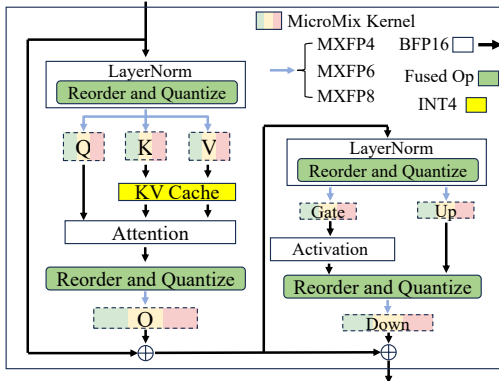 MicroMix Kernel
MXFP4
MXFP6
MXFP8
BFP16
Fused Op
INT4
LayerNorm
Reorder and Quantize
Q
K
V
KV Cache
Attention
Reorder and Quantize
O
LayerNorm
Reorder and Quantize
Gate
Up
Activation
Reorder and Quantize
Down